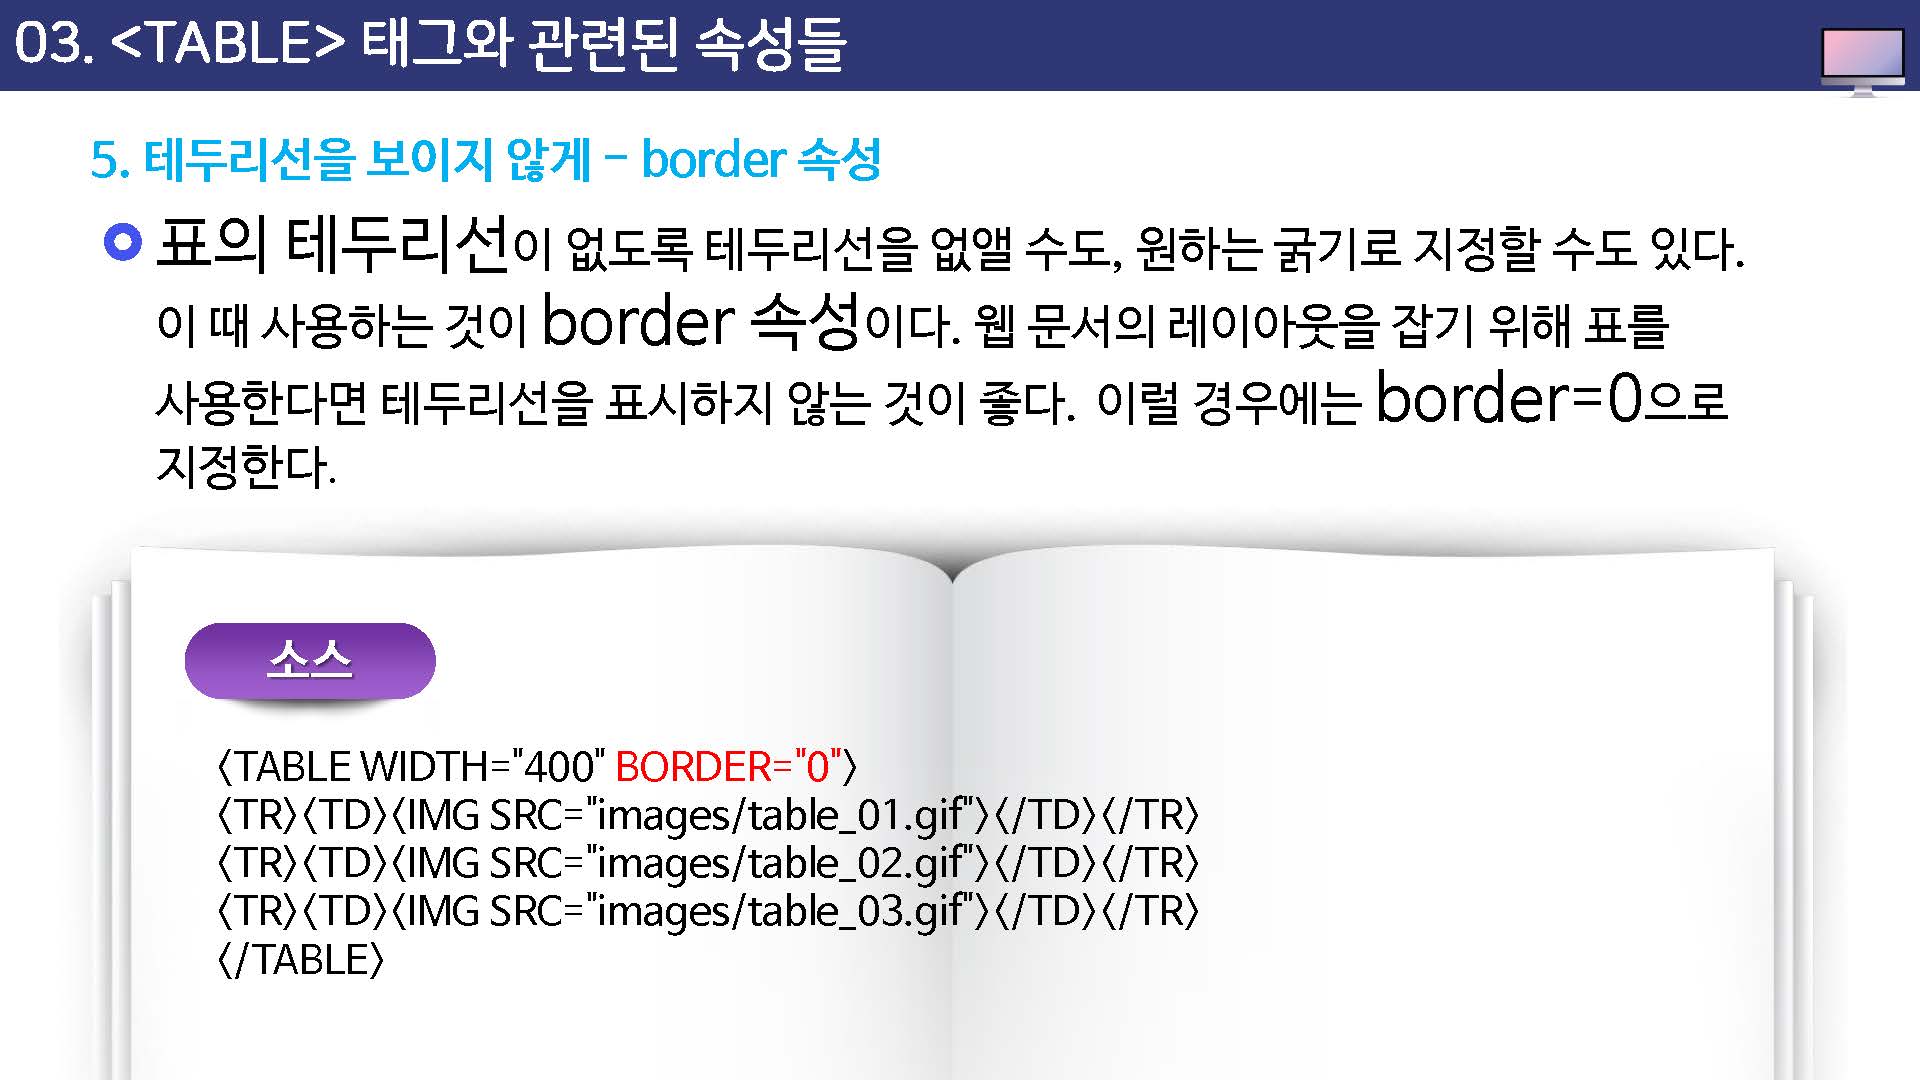 03. <TABLE> 태그와 관련된 속성들
5. 테두리선을 보이지 않게 – border 속성
표의 테두리선이 없도록 테두리선을 없앨 수도, 원하는 굵기로 지정할 수도 있다.
이 때 사용하는 것이 border 속성이다. 웹 문서의 레이아웃을 잡기 위해 표를
사용한다면 테두리선을 표시하지 않는 것이 좋다. 이럴 경우에는 border=0으로
지정한다.
소스
<TABLE WIDTH="400" BORDER="0">
<TR><TD><IMG SRC="images/table_01.gif"></TD></TR>
<TR><TD><IMG SRC="images/table_02.gif"></TD></TR>
<TR><TD><IMG SRC="images/table_03.gif"></TD></TR>
</TABLE>